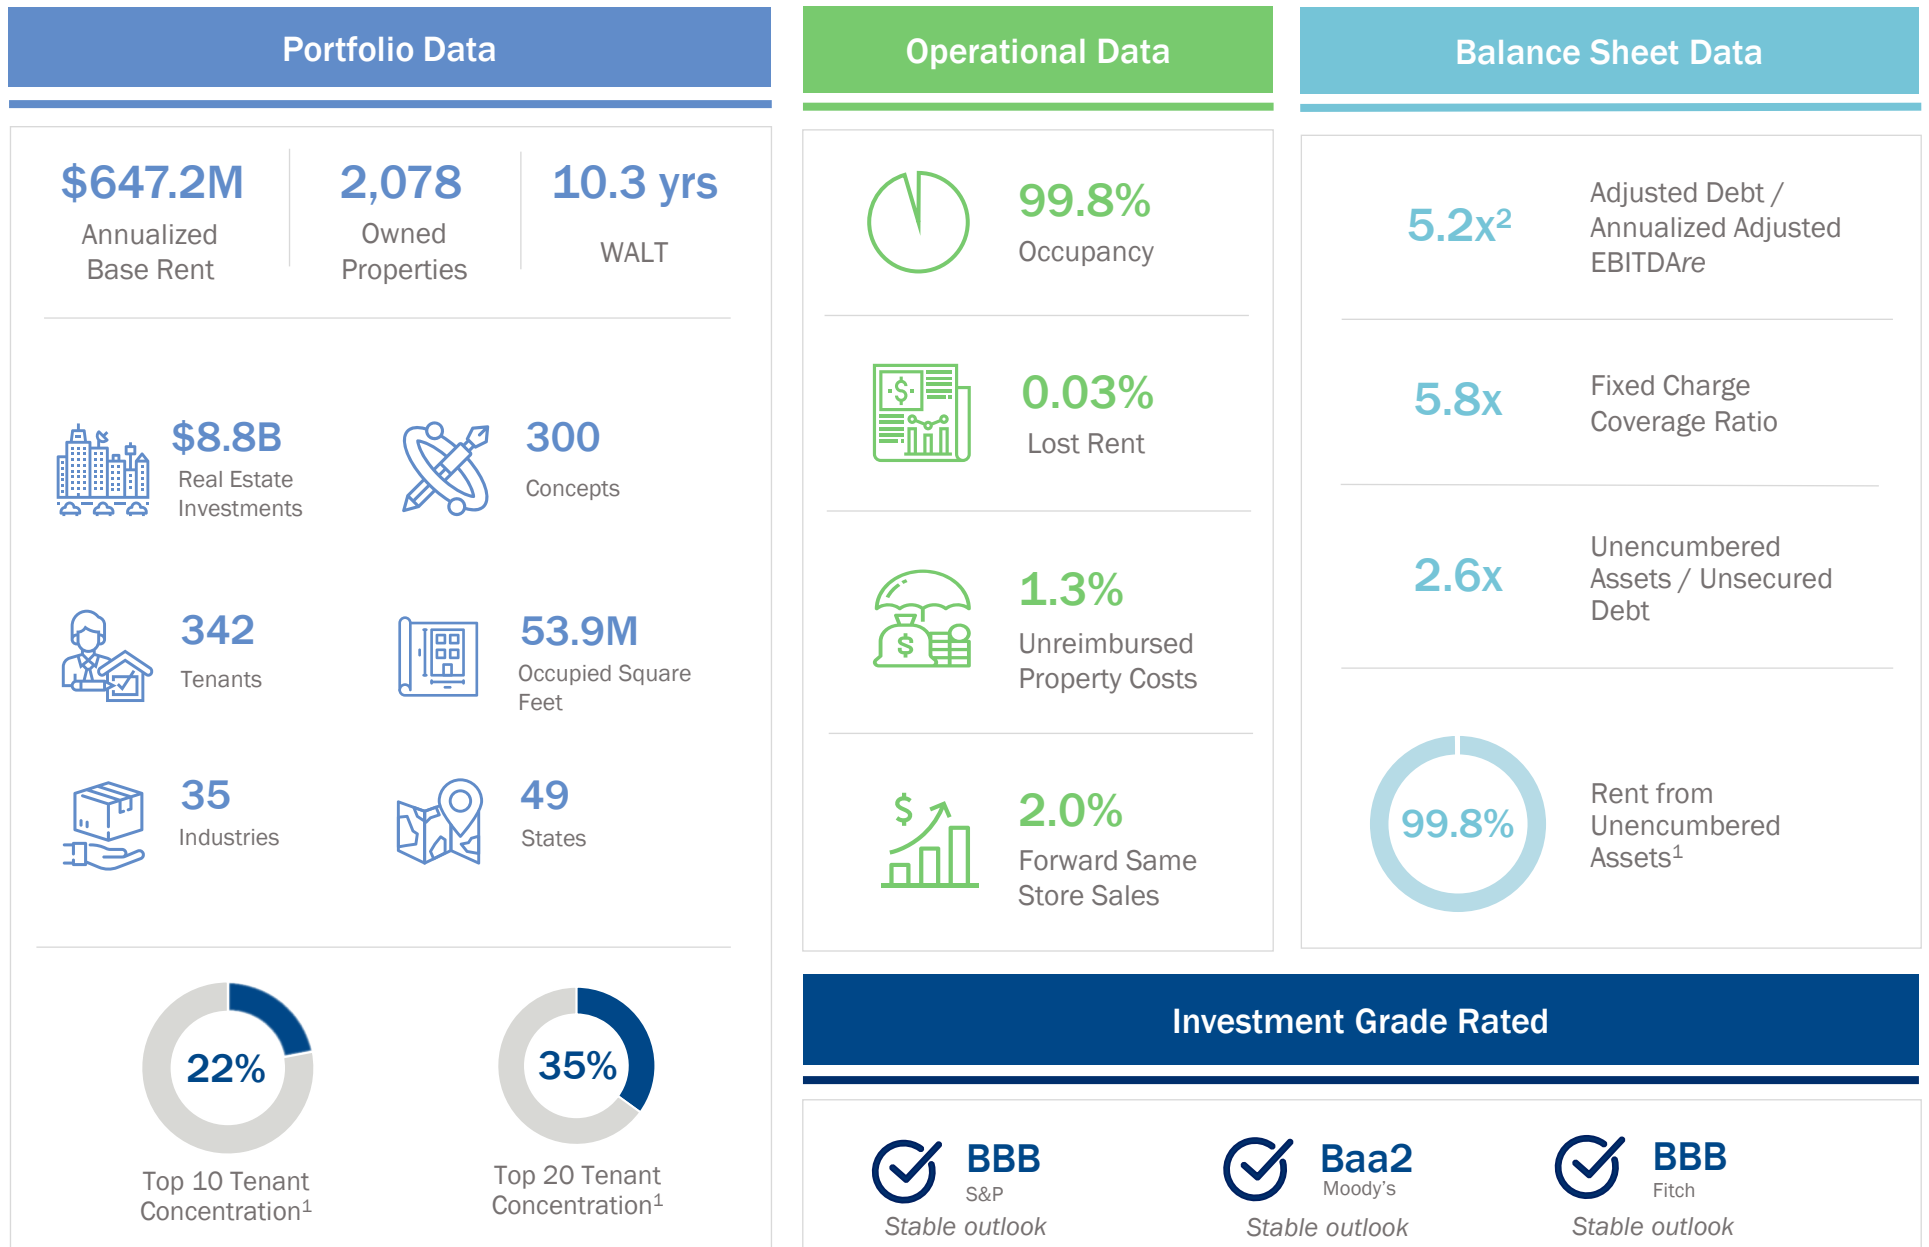 Portfolio Data
$647.2M
Annualized
Base Rent
2,078
Owned
Properties
10.3 yrs
WALT
$8.8B
Real Estate
Investments
300
Concepts
342
Tenants
53.9M
Occupied Square
Feet
35
Industries
49
States
22%
Top 10 Tenant
Concentration¹
35%
Top 20 Tenant
Concentration¹
Operational Data
99.8%
Occupancy
$
0.03%
Lost Rent
$
1.3%
Unreimbursed
Property Costs
$
2.0%
Forward Same
Store Sales
Balance Sheet Data
5.2x²
Adjusted Debt /
Annualized Adjusted
EBITDAre
5.8x
Fixed Charge
Coverage Ratio
2.6x
Unencumbered
Assets / Unsecured
Debt
99.8%
Rent from
Unencumbered
Assets¹
Investment Grade Rated
BBB
S&P
Stable outlook
Baa2
Moody's
Stable outlook
BBB
Fitch
Stable outlook